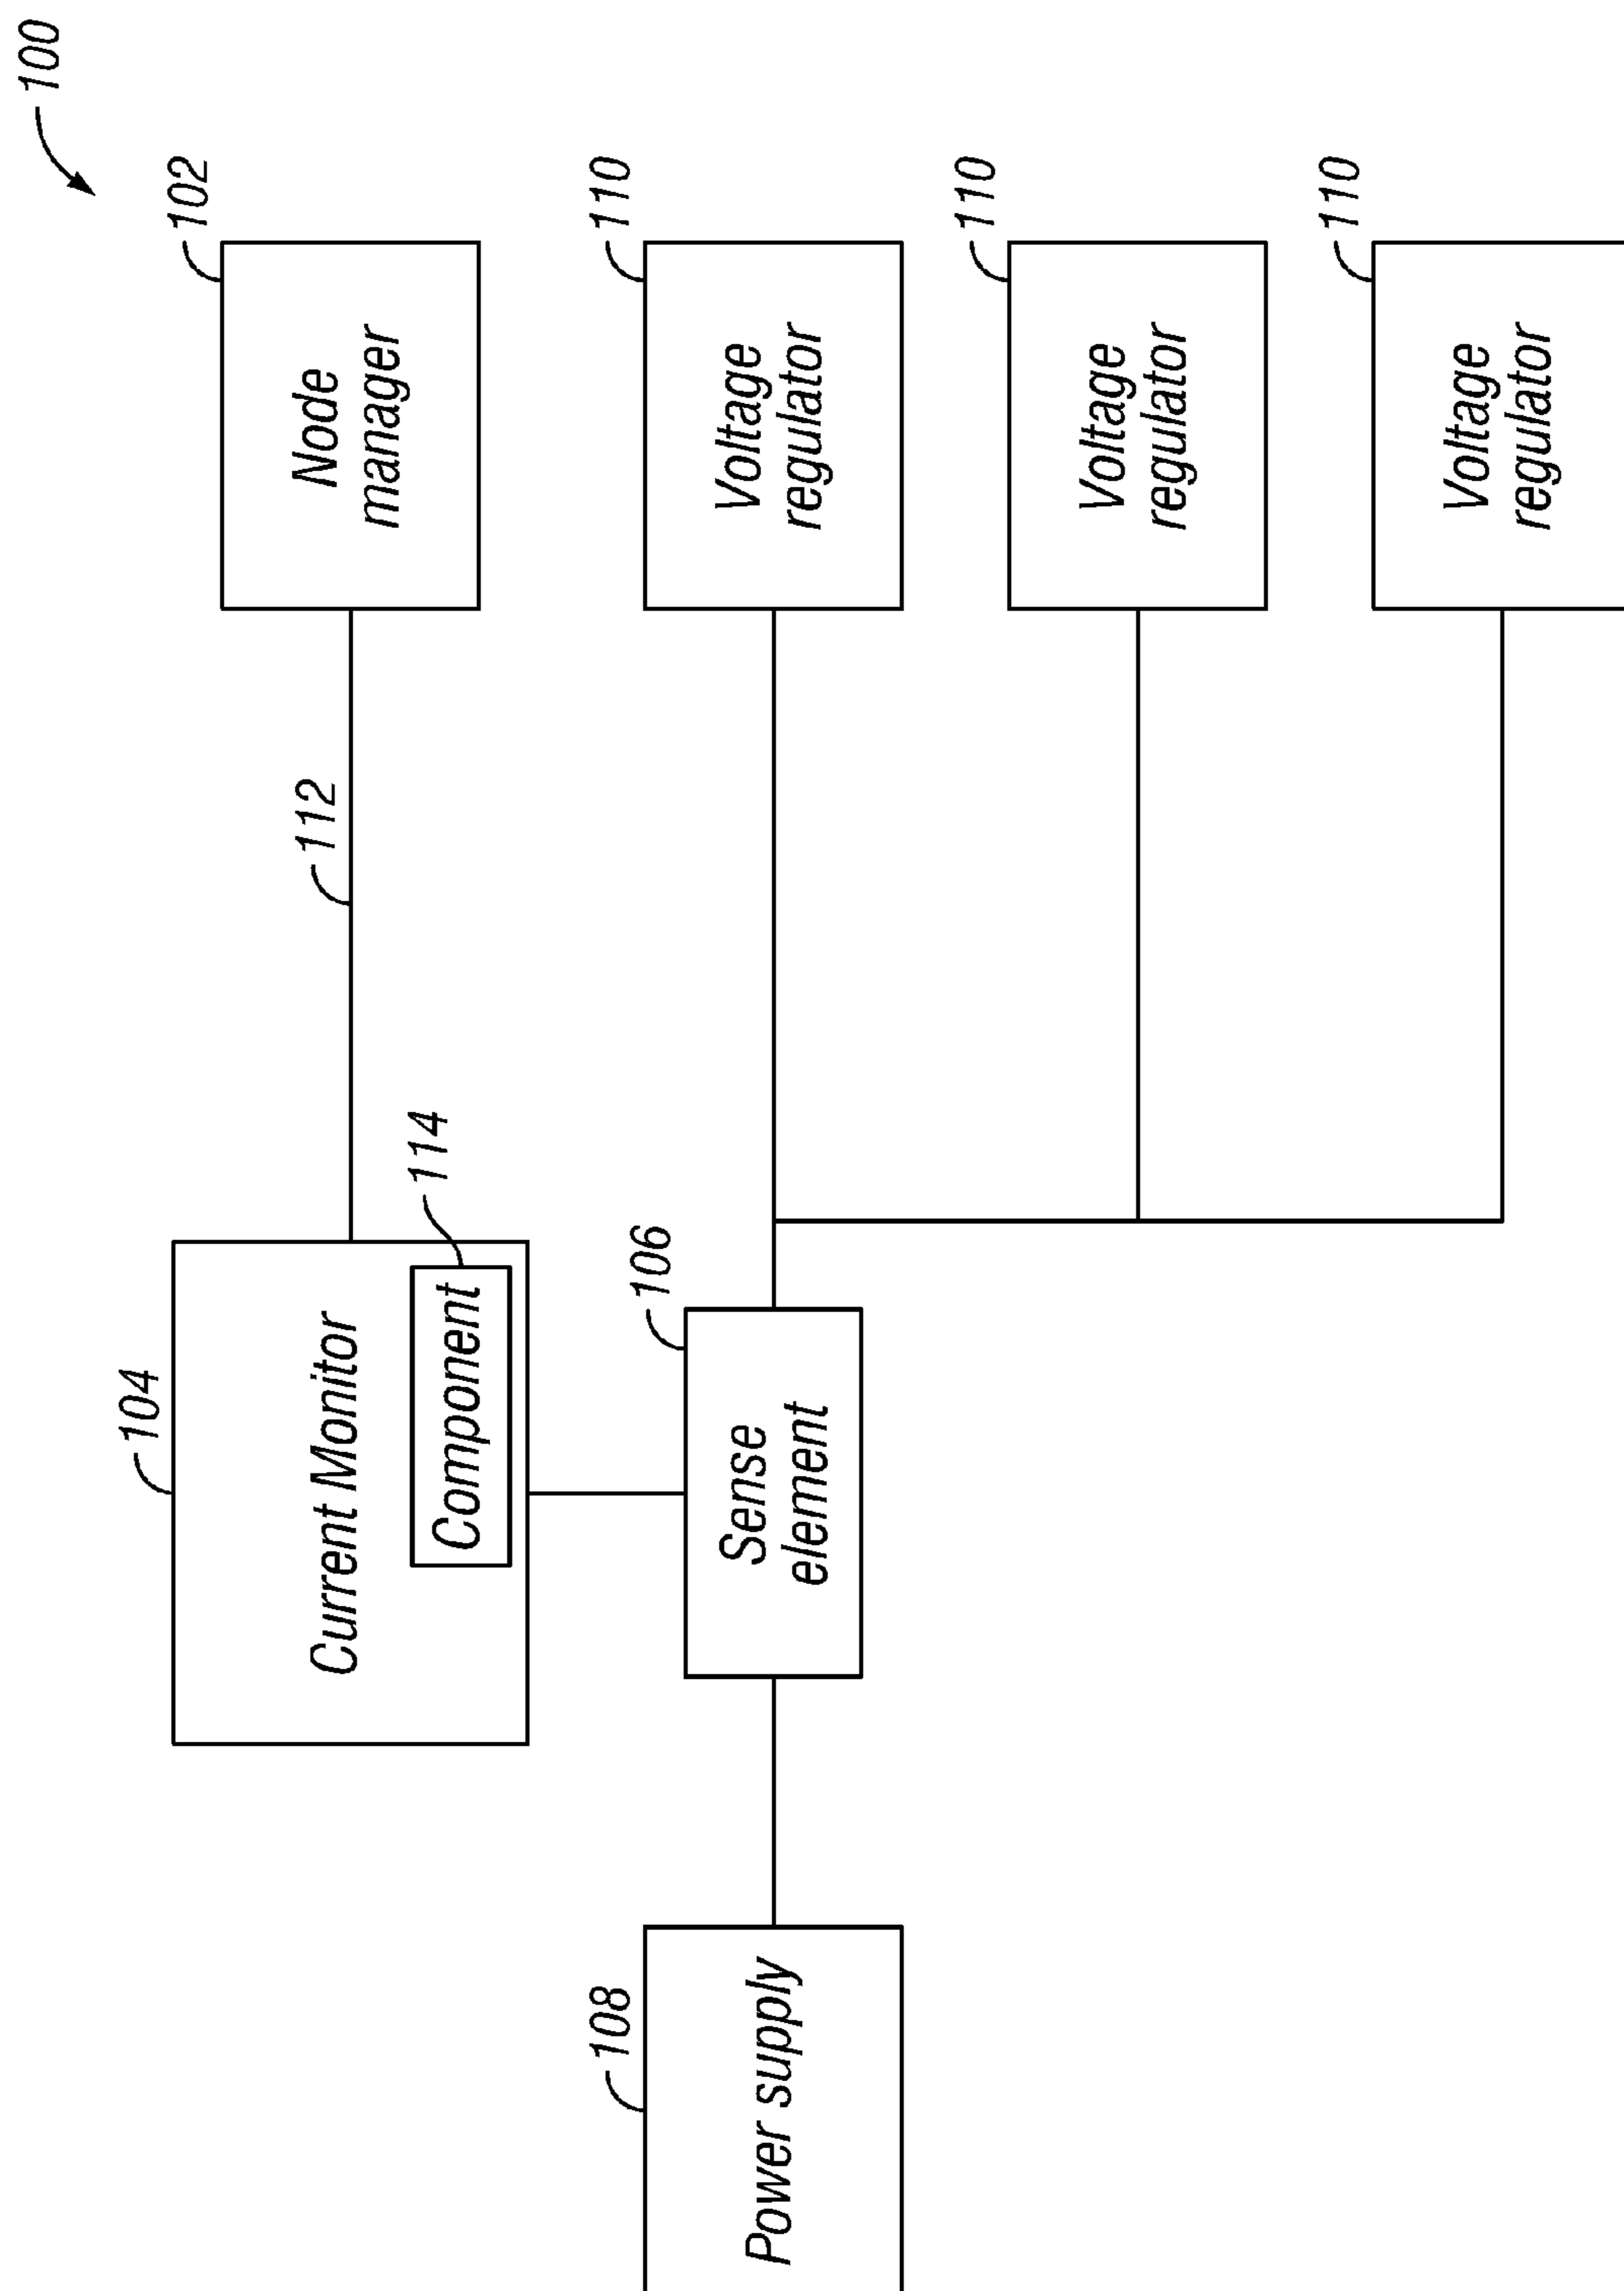 100
104
Current Monitor
Component
114
112
102
Node
manager
108
Power supply
106
Sense
element
110
Voltage
regulator
110
Voltage
regulator
110
Voltage
regulator